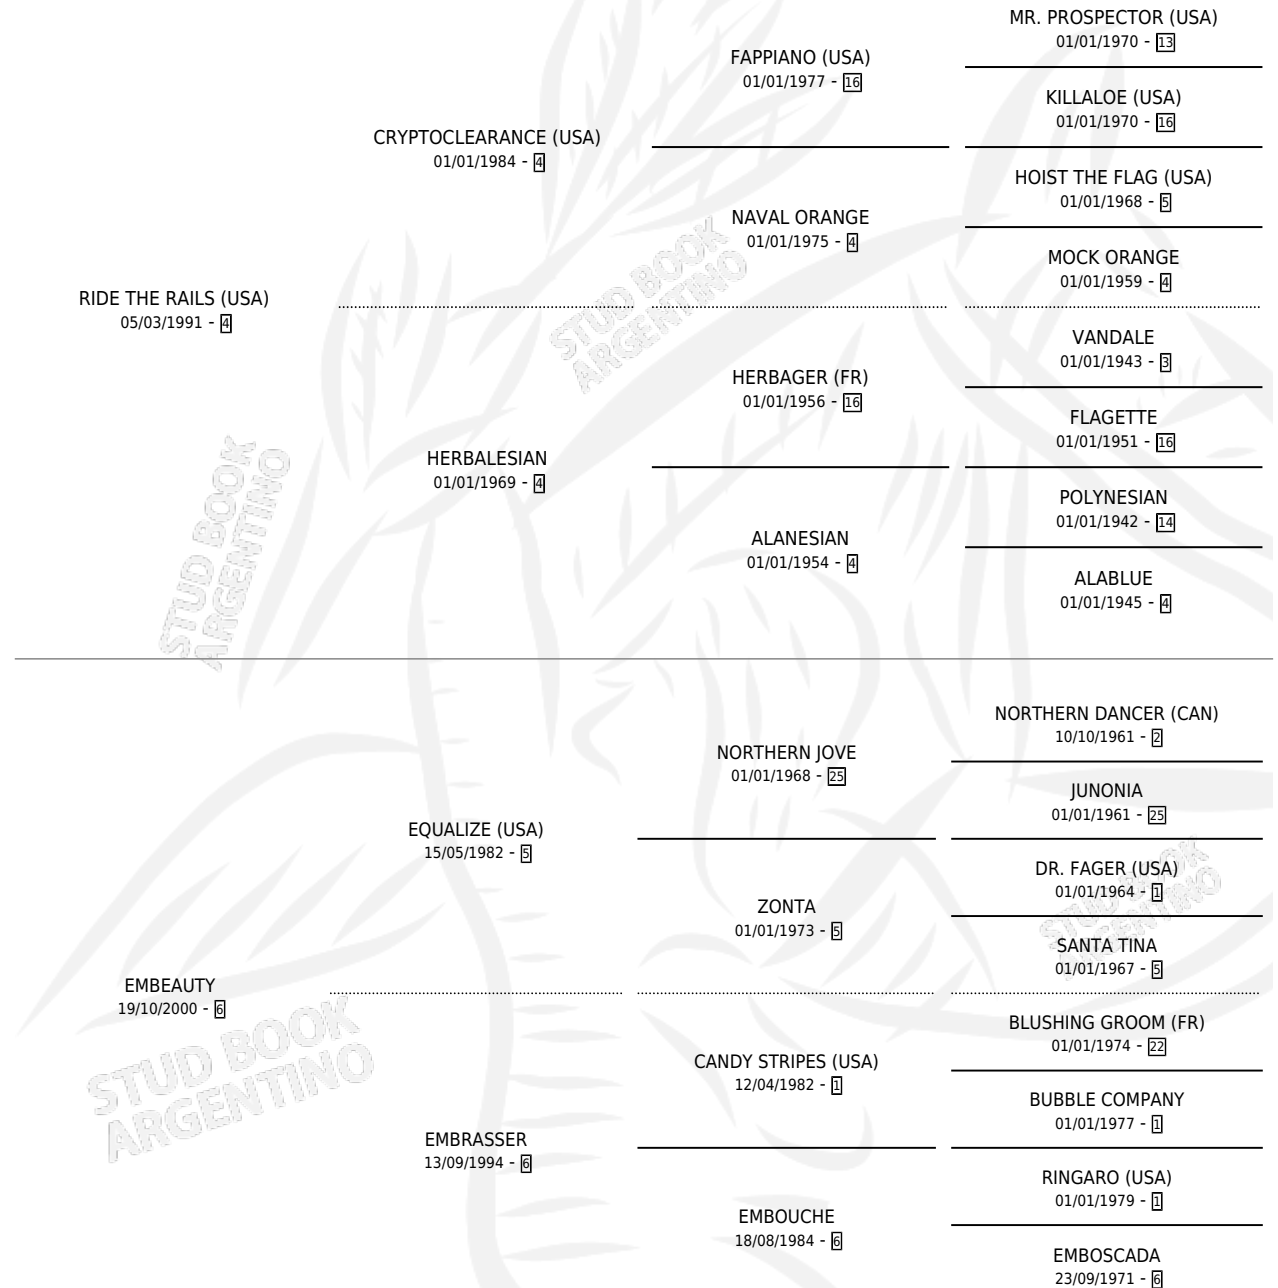 MR. PROSPECTOR (USA)
01/01/1970 - 13
FAPPIANO (USA)
01/01/1977 - 16
KILLALOE (USA)
01/01/1970 - 16
CRYPTOCLEARANCE (USA)
01/01/1984 - 4
HOIST THE FLAG (USA)
01/01/1968 - 5
NAVAL ORANGE
01/01/1975 - 4
MOCK ORANGE
01/01/1959 - 4
RIDE THE RAILS (USA)
05/03/1991 - 4
VANDALE
01/01/1943 - 3
HERBAGER (FR)
01/01/1956 - 16
FLAGETTE
01/01/1951 - 16
HERBALESIAN
01/01/1969 - 4
POLYNESIAN
01/01/1942 - 14
ALANESIAN
01/01/1954 - 4
ALABLUE
01/01/1945 - 4
STUD BOOK
ARGENTINO
STUD BOOK
ARGENTINO
NORTHERN DANCER (CAN)
10/10/1961 - 2
NORTHERN JOVE
01/01/1968 - 25
JUNONIA
01/01/1961 - 25
EQUALIZE (USA)
15/05/1982 - 5
DR. FAGER (USA)
01/01/1964 - 1
ZONTA
01/01/1973 - 5
SANTA TINA
01/01/1967 - 5
EMBEAUTY
19/10/2000 - 6
BLUSHING GROOM (FR)
01/01/1974 - 22
CANDY STRIPES (USA)
12/04/1982 - 1
BUBBLE COMPANY
01/01/1977 - 1
EMBRASSER
13/09/1994 - 6
RINGARO (USA)
01/01/1979 - 1
EMBOUCHE
18/08/1984 - 6
EMBOSCADA
23/09/1971 - 6
STUD BOOK
ARGENTINO
STUD BOOK
ARGENTINO